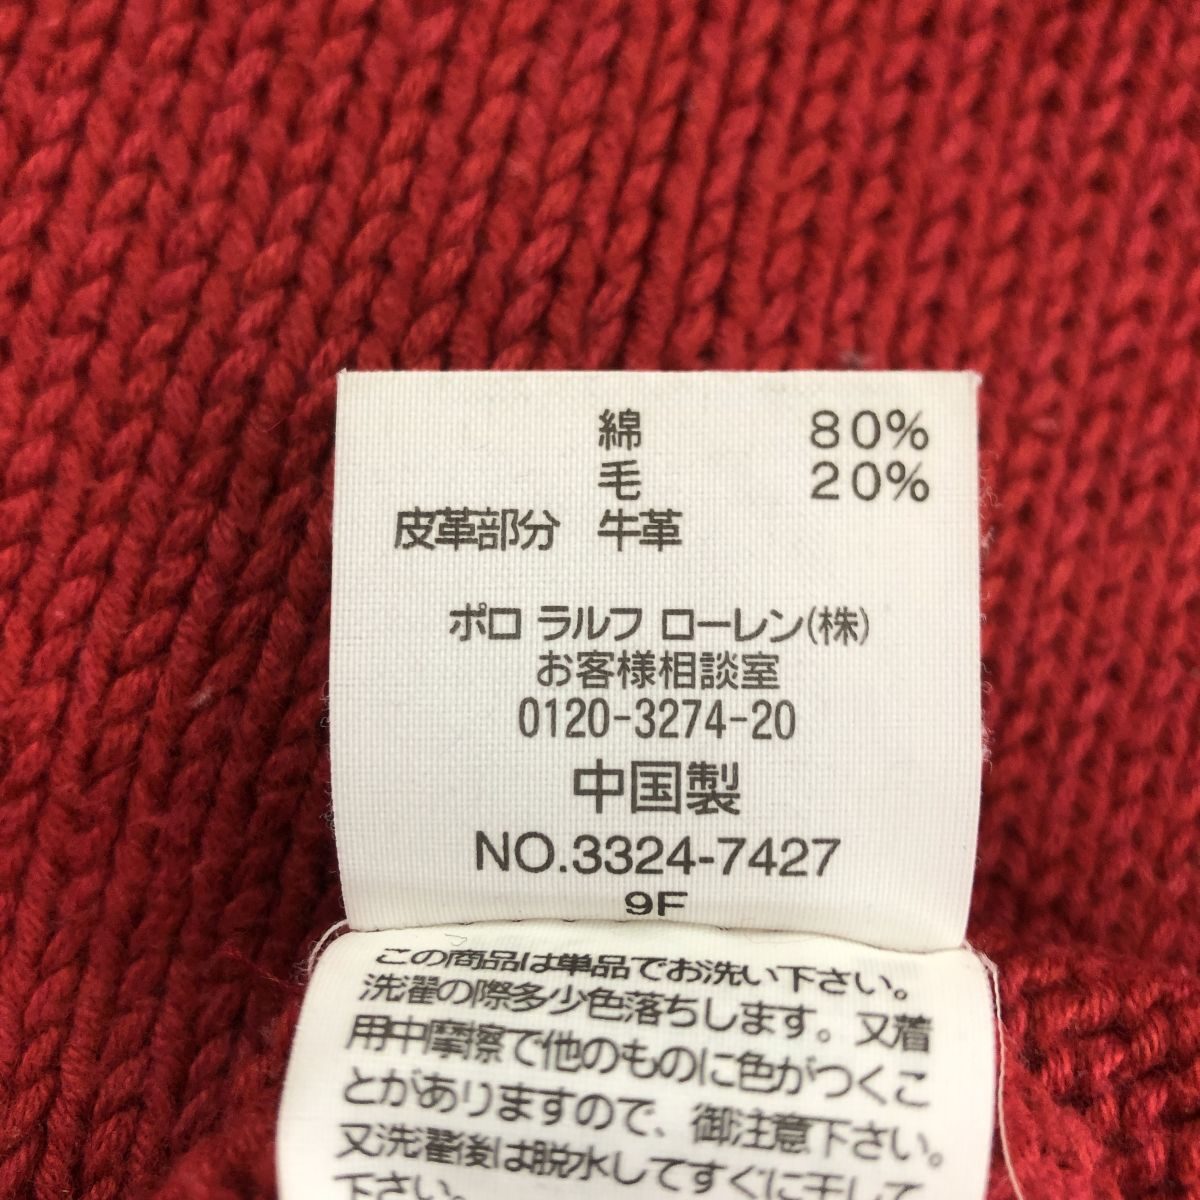 綿 80%
毛 20%
皮革部分 牛革
ポロ ラルフ ローレン(株)
お客様相談室
0120-3274-20
中国製
NO.3324-7427
9F
この商品は単品でお洗い下さい。
洗濯の際多少色落ちします。又着
用中摩擦で他のものに色がつくこ
とがありますので、御注意下さい。
又洗濯後は脱水してすぐに干して
下さい。